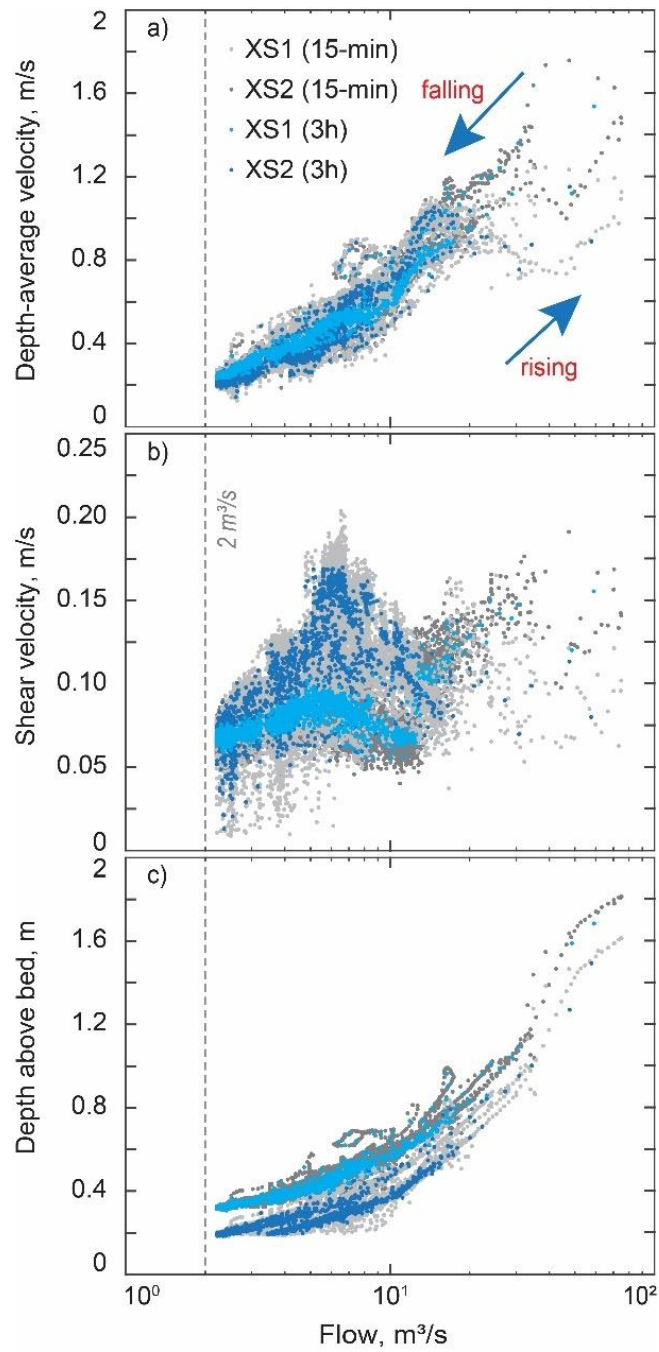 2
a)
XS1 (15-min)
XS2 (15-min)
XS1 (3h)
XS2 (3h)
falling
rising
1.6
1.2
0.8
0.4
0
Depth-average velocity, m/s
0.25
b)
2 m³/s
0.20
0.15
0.10
0.05
0
Shear velocity, m/s
2
c)
1.6
1.2
0.8
0.4
0
Depth above bed, m
10⁰
10¹
10²
Flow, m³/s